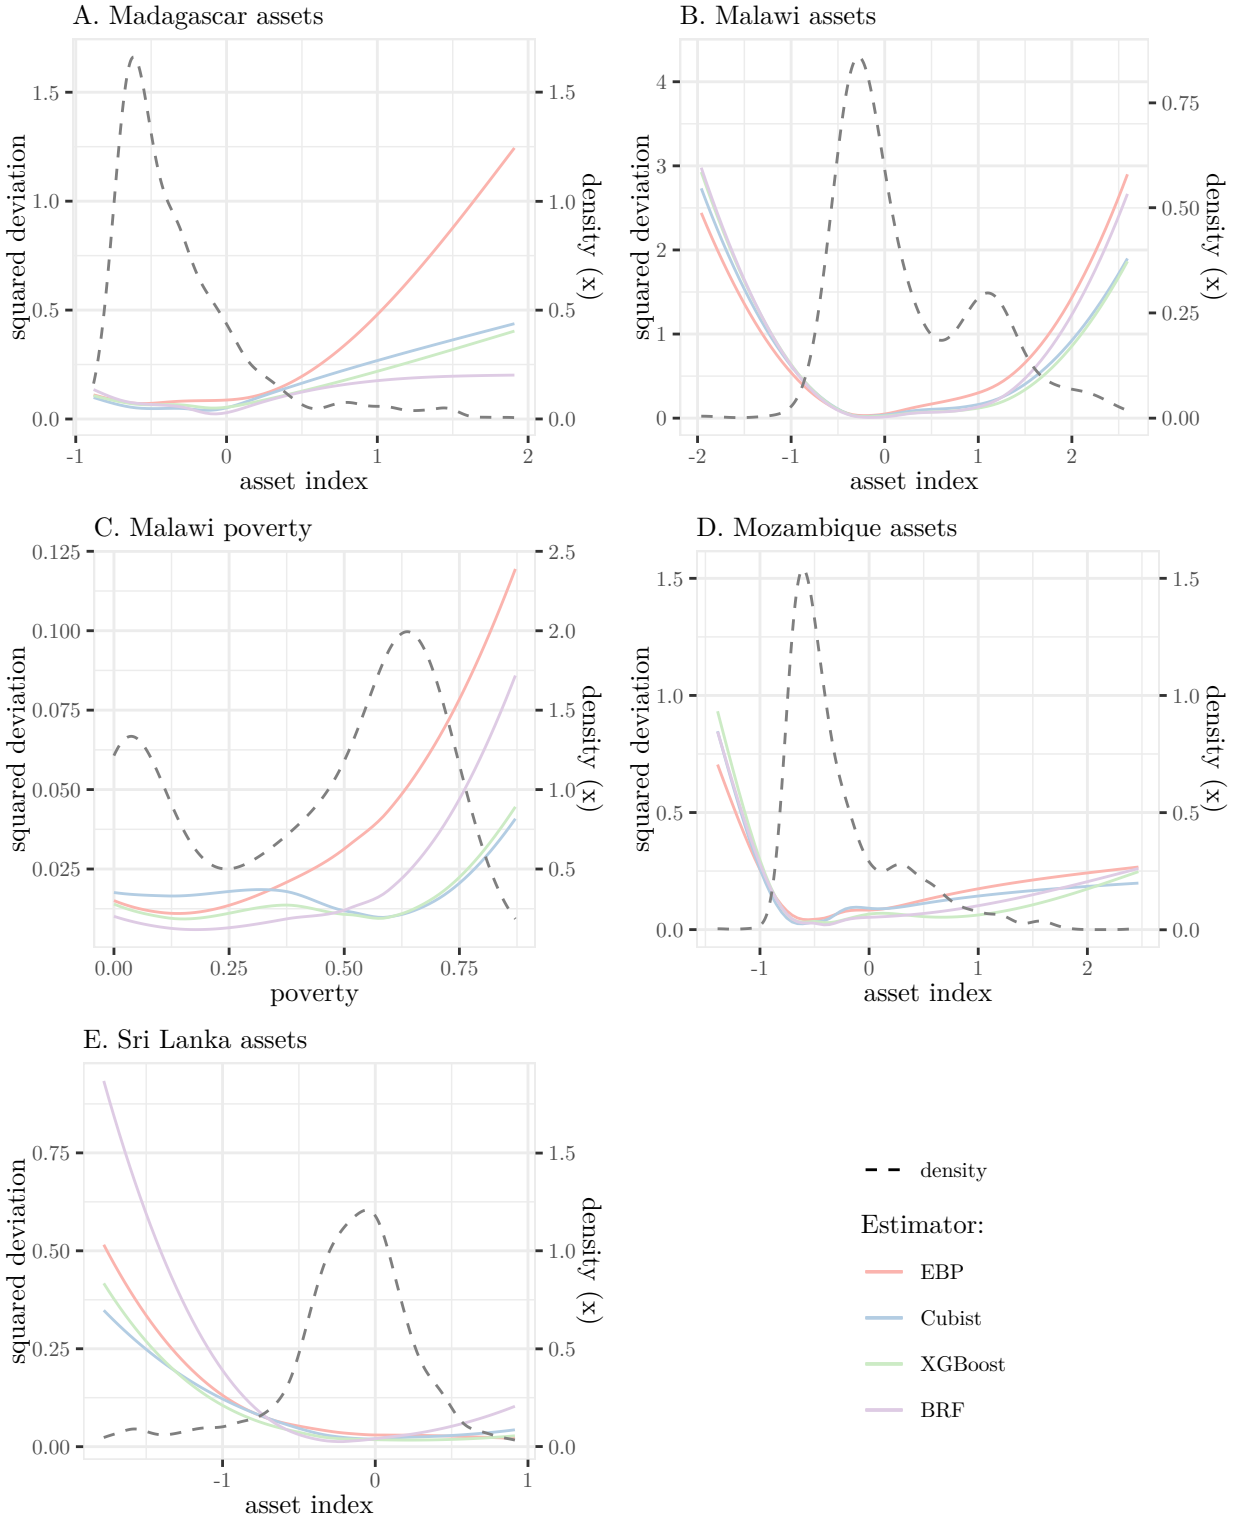 A. Madagascar assets
squared deviation
1.5
1.0
0.5
0.0
1.5
1.0
0.5
0.0
density (x)
-1 0 1 2
asset index
B. Malawi assets
squared deviation
4
3
2
1
0
0.75
0.50
0.25
0.00
density (x)
-2 -1 0 1 2
asset index
C. Malawi poverty
squared deviation
0.125
0.100
0.075
0.050
0.025
2.5
2.0
1.5
1.0
0.5
density (x)
0.00 0.25 0.50 0.75
poverty
D. Mozambique assets
squared deviation
1.5
1.0
0.5
0.0
1.5
1.0
0.5
0.0
density (x)
-1 0 1 2
asset index
E. Sri Lanka assets
squared deviation
0.75
0.50
0.25
0.00
1.5
1.0
0.5
0.0
density (x)
-1 0 1
asset index
density
Estimator:
EBP
Cubist
XGBoost
BRF